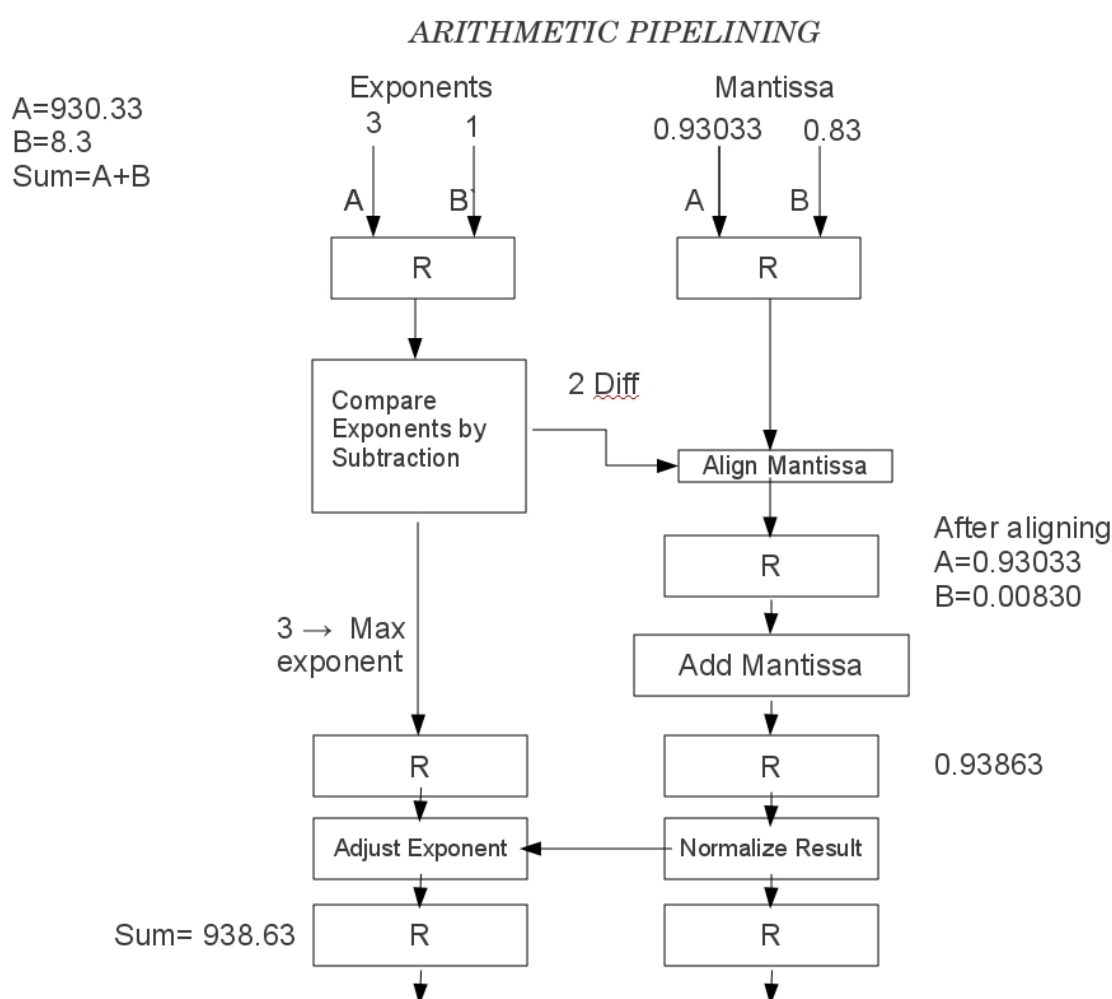 ARITHMETIC PIPELINING
A=930.33
B=8.3
Sum=A+B
Exponents
Mantissa
3
1
0.93033
0.83
A
B`
A
B
R
R
Compare
Exponents by
Subtraction
2 Diff
Align Mantissa
After aligning
A=0.93033
B=0.00830
R
3 → Max
exponent
Add Mantissa
R
R
0.93863
Adjust Exponent
Normalize Result
Sum= 938.63
R
R